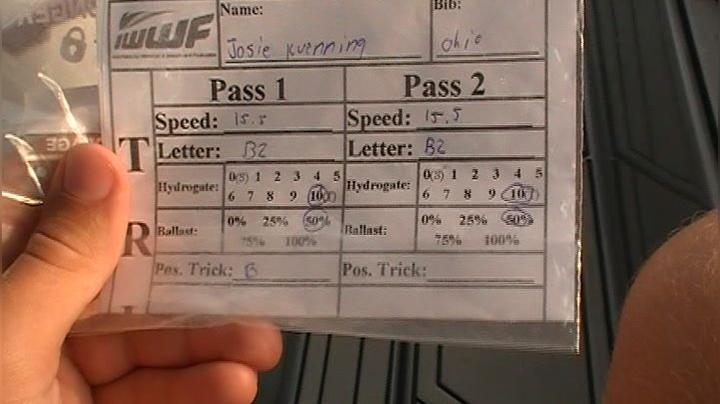 IWWF
Name: Josie Kuenning
Bib: Ohio
Pass 1 Pass 2
Speed: 15.5 Speed: 15.5
Letter: B2 Letter: B2
Hydrogate: 0(S) 1 2 3 4 5 Hydrogate: 0(S) 1 2 3 4 5
6 7 8 9 10 6 7 8 9 10
Ballast: 0% 25% 50% Ballast: 0% 25% 50%
75% 100% 75% 100%
Pos. Trick: B Pos. Trick:
T
R